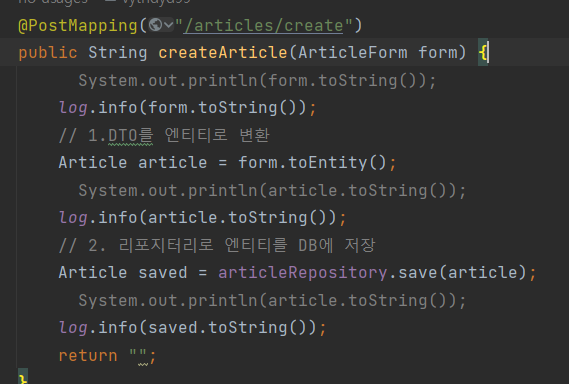 no usages
@PostMapping("/articles/create")
public String createArticle(ArticleForm form) {
System.out.println(form.toString());
log.info(form.toString());
// 1.DTO를 엔티티로 변환
Article article = form.toEntity();
System.out.println(article.toString());
log.info(article.toString());
// 2. 리포지터리로 엔티티를 DB에 저장
Article saved = articleRepository.save(article);
System.out.println(article.toString());
log.info(saved.toString());
return "";
}